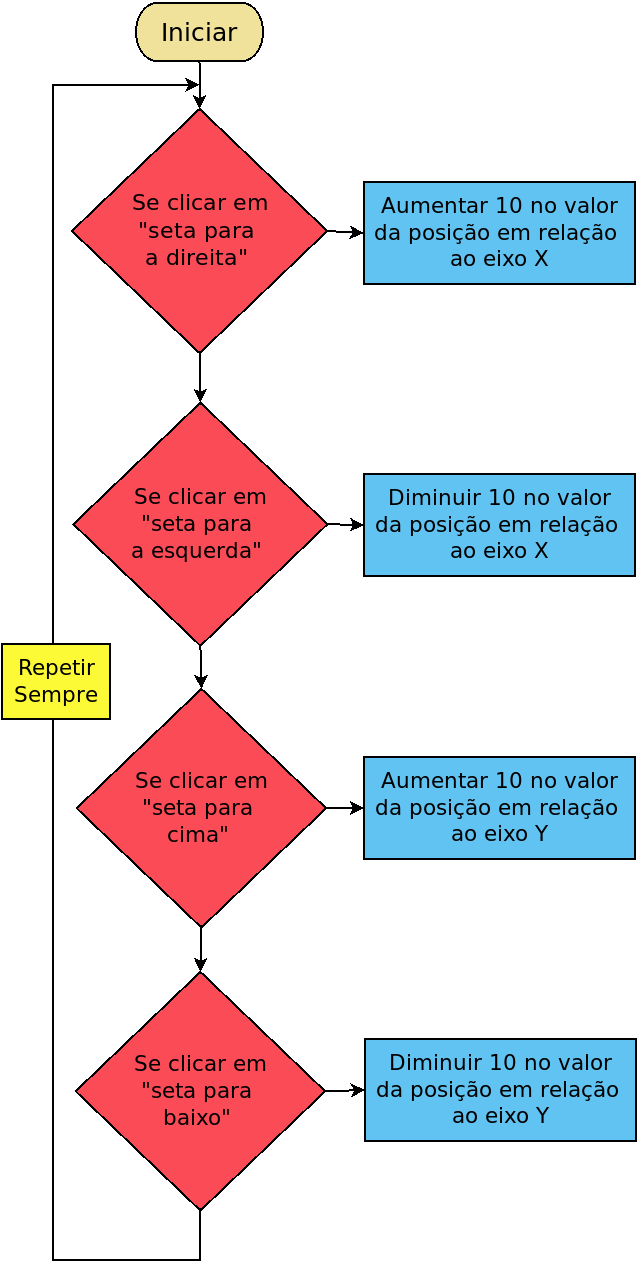 Iniciar
Se clicar em
"seta para
a direita"
Aumentar 10 no valor
da posição em relação
ao eixo X
Se clicar em
"seta para
a esquerda"
Diminuir 10 no valor
da posição em relação
ao eixo X
Repetir
Sempre
Se clicar em
"seta para
cima"
Aumentar 10 no valor
da posição em relação
ao eixo Y
Se clicar em
"seta para
baixo"
Diminuir 10 no valor
da posição em relação
ao eixo Y